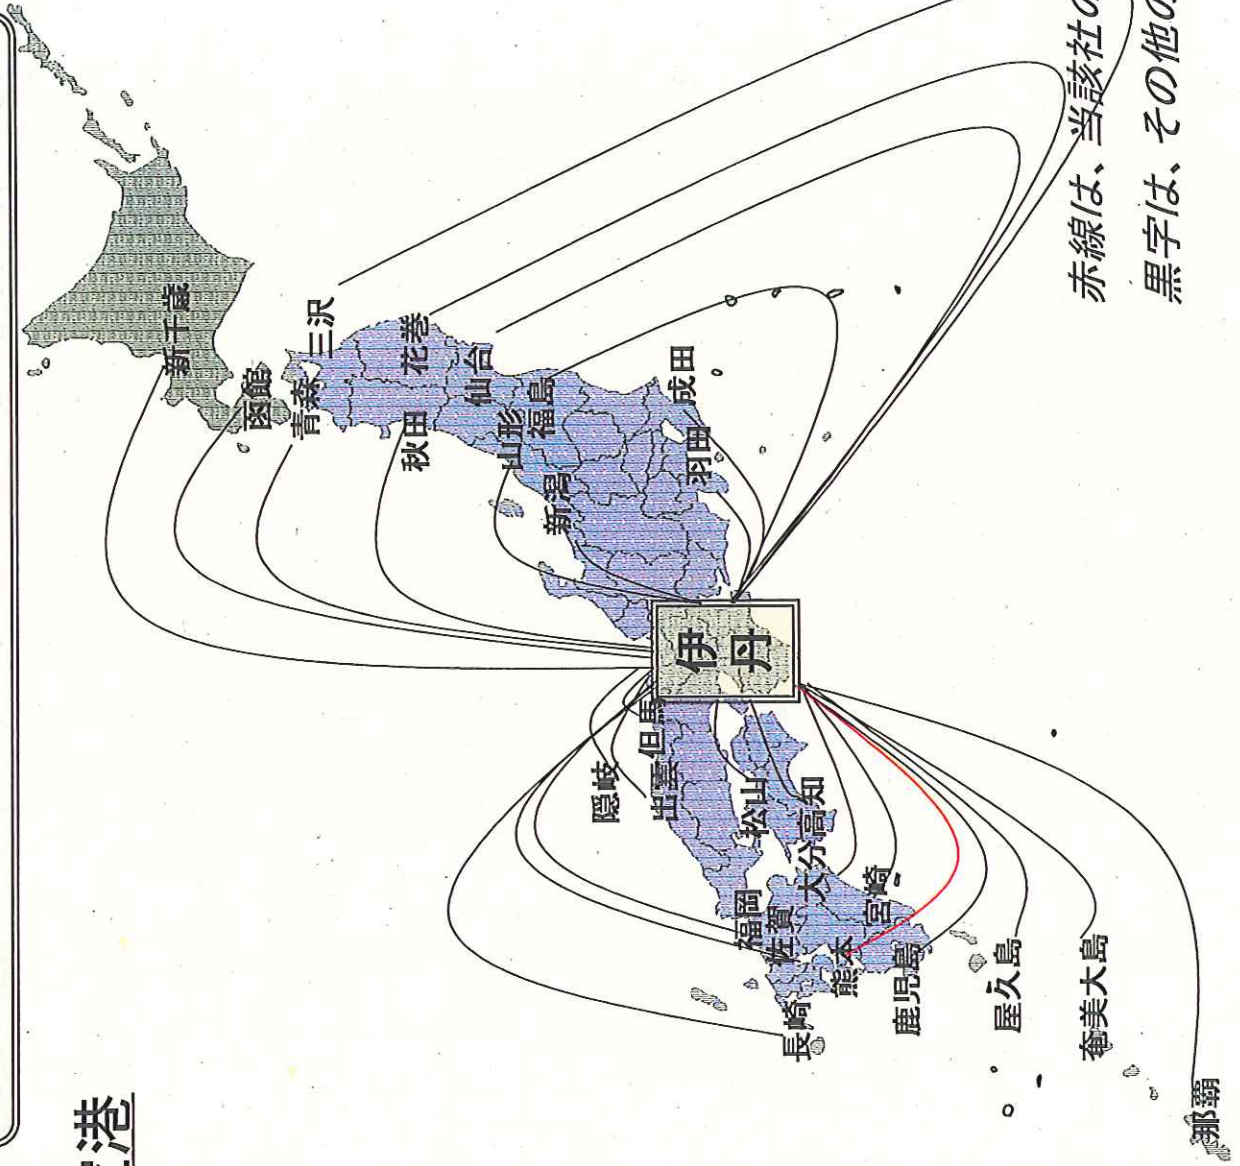 港
新千歳
函館
青森
三沢
秋田
花巻
仙台
山形
福島
新潟
成田
羽田
伊丹
但馬
隠岐
出雲
松山
高知
大分
福岡
佐賀
宮崎
熊本
長崎
鹿児島
屋久島
奄美大島
那覇
赤線は、当該社の
黒字は、その他の